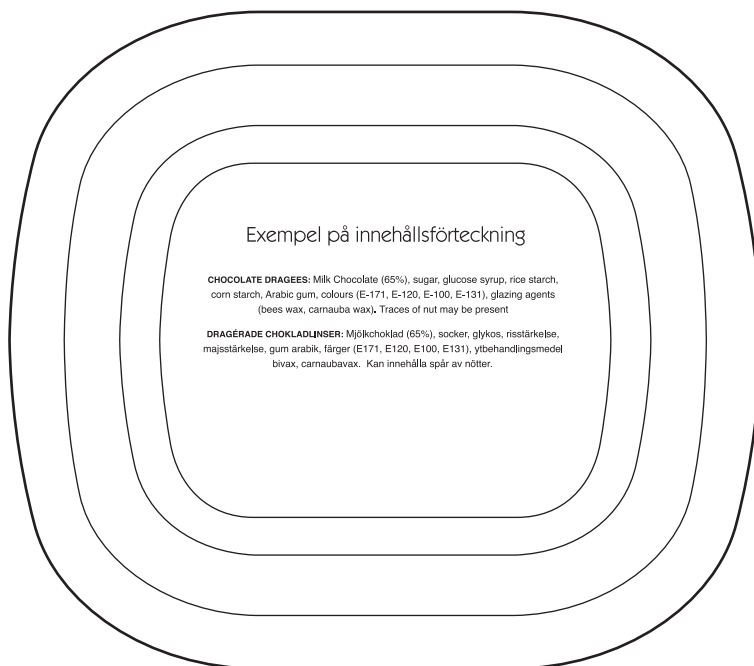 Exempel på innehållsförteckning
CHOCOLATE DRAGEES: Milk Chocolate (65%), sugar, glucose syrup, rice starch,
corn starch, Arabic gum, colours (E-171, E-120, E-100, E-131), glazing agents
(bees wax, carnauba wax). Traces of nut may be present
DRAGÉRADE CHOKLADLINSER: Mjölkchoklad (65%), socker, glykos, risstärkelse,
majsstärkelse, gum arabik, färger (E171, E120, E100, E131), ytbehandlingsmedel
bivax, carnaubavax. Kan innehålla spår av nötter.